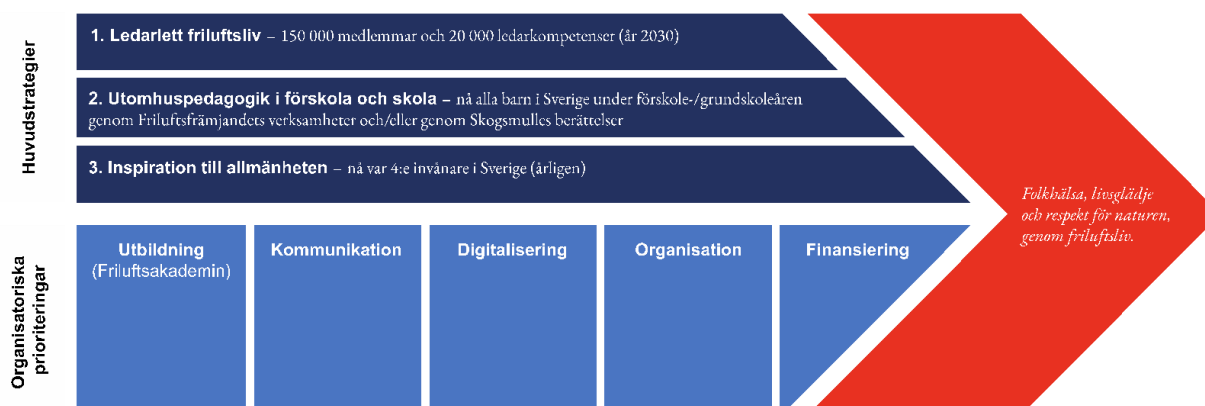 Huvudstrategier
1. Ledarlett friluftsliv – 150 000 medlemmar och 20 000 ledarkompetenser (år 2030)
2. Utomhuspedagogik i förskola och skola – nå alla barn i Sverige under förskole-/grundskoleåren
genom Friluftsfrämjandets verksamheter och/eller genom Skogsmulles berättelser
3. Inspiration till allmänheten – nå var 4:e invånare i Sverige (årligen)
Folkhälsa, livsglädje
och respekt för naturen,
genom friluftsliv.
Organisatoriska
prioriteringar
Utbildning
(Friluftsakademin)
Kommunikation
Digitalisering
Organisation
Finansiering